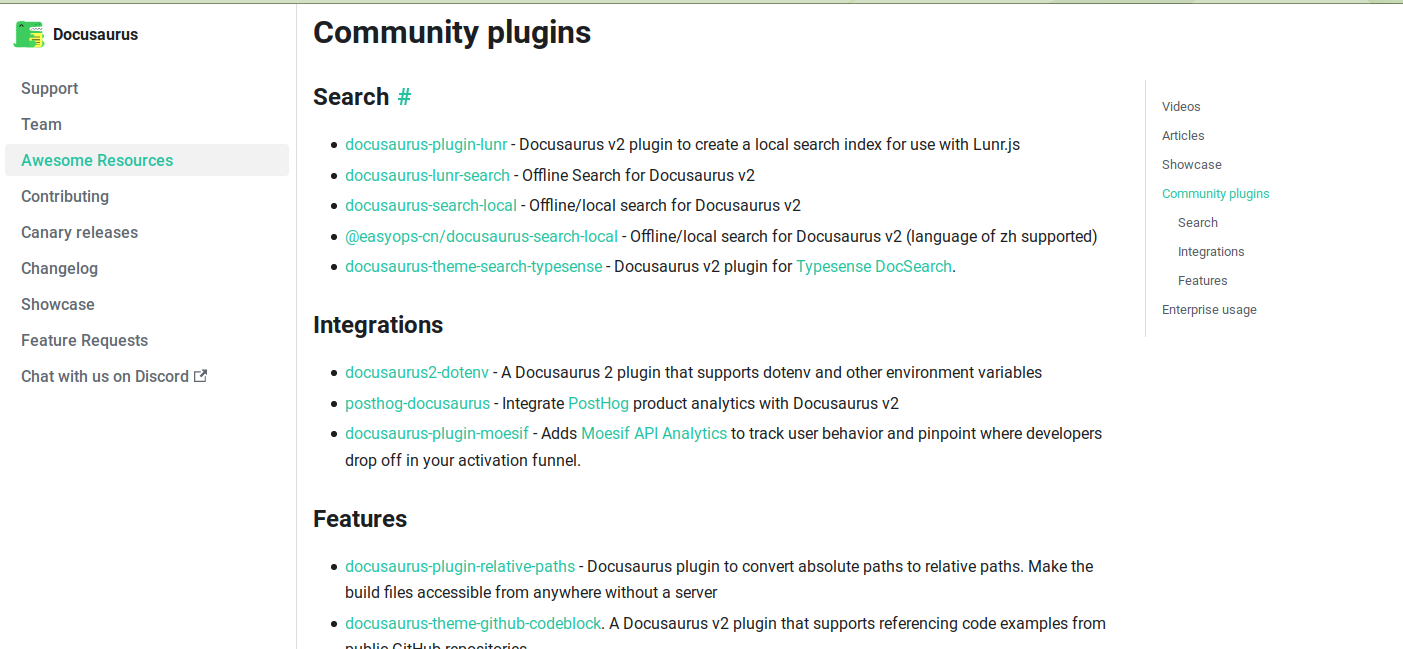 Docusaurus
Support
Team
Awesome Resources
Contributing
Canary releases
Changelog
Showcase
Feature Requests
Chat with us on Discord
Community plugins
Search #
docusaurus-plugin-lunr - Docusaurus v2 plugin to create a local search index for use with Lunr.js
docusaurus-lunr-search - Offline Search for Docusaurus v2
docusaurus-search-local - Offline/local search for Docusaurus v2
@easyops-cn/docusaurus-search-local - Offline/local search for Docusaurus v2 (language of zh supported)
docusaurus-theme-search-typesense - Docusaurus v2 plugin for Typesense DocSearch.
Integrations
docusaurus2-dotenv - A Docusaurus 2 plugin that supports dotenv and other environment variables
posthog-docusaurus - Integrate PostHog product analytics with Docusaurus v2
docusaurus-plugin-moesif - Adds Moesif API Analytics to track user behavior and pinpoint where developers
drop off in your activation funnel.
Features
docusaurus-plugin-relative-paths - Docusaurus plugin to convert absolute paths to relative paths. Make the
build files accessible from anywhere without a server
docusaurus-theme-github-codeblock. A Docusaurus v2 plugin that supports referencing code examples from
public GitHub repositories
Videos
Articles
Showcase
Community plugins
Search
Integrations
Features
Enterprise usage